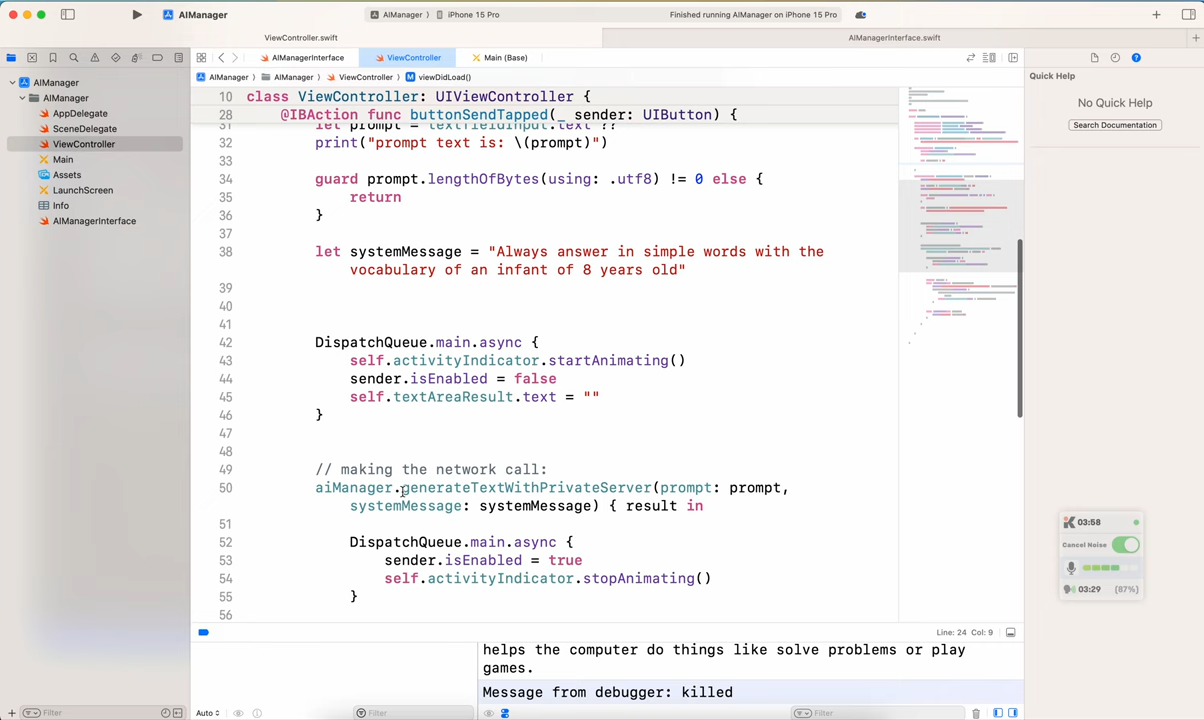 AIManager
AIManager
iPhone 15 Pro
Finished running AIManager on iPhone 15 Pro
ViewController.swift
AIManagerInterface.swift
AIManagerInterface
ViewController
Main (Base)
AIManager
AIManager
ViewController
viewDidLoad()
AIManager
AIManager
AppDelegate
SceneDelegate
ViewController
Main
Assets
LaunchScreen
Info
AIManagerInterface
10 class ViewController: UIViewController {
28 @IBAction func buttonSendTapped(_ sender: UIButton) {
31 let prompt = textfieldInput.text ??
32 print("prompt text is: \(prompt)")
33
34 guard prompt.lengthOfBytes(using: .utf8) != 0 else {
35 return
36 }
37
38 let systemMessage = "Always answer in simple words with the
vocabulary of an infant of 8 years old"
39
40
41
42 DispatchQueue.main.async {
43 self.activityIndicator.startAnimating()
44 sender.isEnabled = false
45 self.textAreaResult.text = ""
46 }
47
48
49 // making the network call:
50 aiManager.generateTextWithPrivateServer(prompt: prompt,
systemMessage: systemMessage) { result in
51
52 DispatchQueue.main.async {
53 sender.isEnabled = true
54 self.activityIndicator.stopAnimating()
55 }
56
Line: 24 Col: 9
helps the computer do things like solve problems or play
games.
Message from debugger: killed
Filter
Auto
Filter
Filter
Quick Help
No Quick Help
Search Documentation
03:58
Cancel Noise
03:29 (87%)